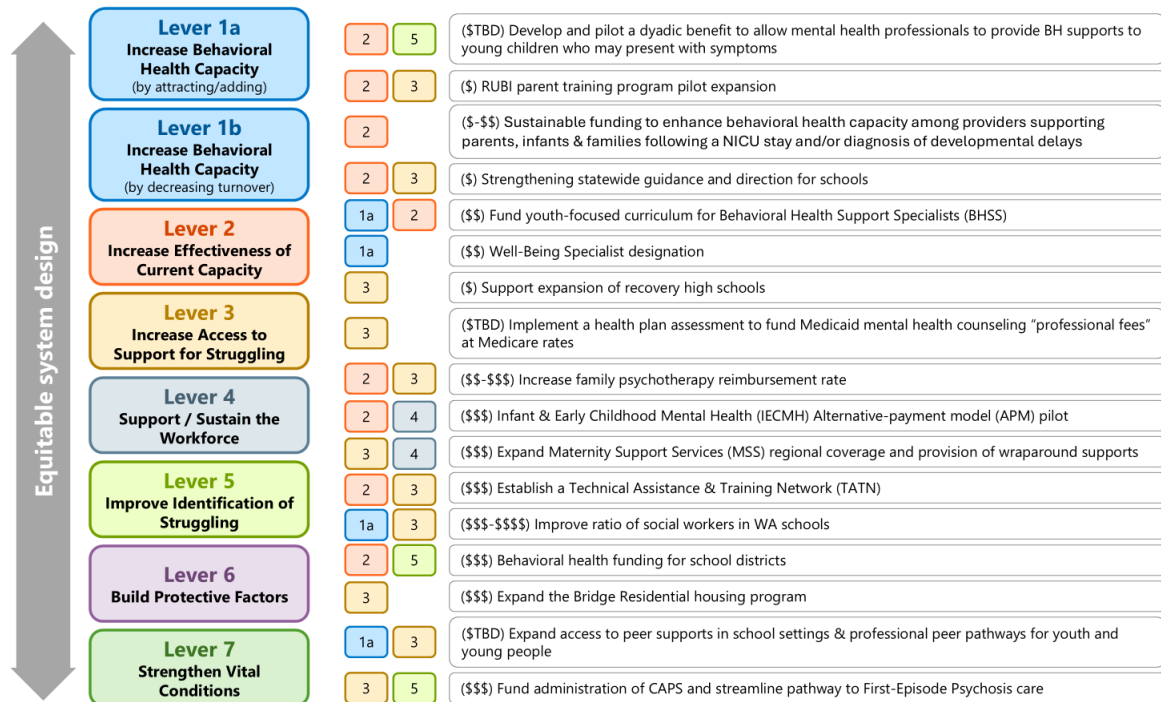 Equitable system design
Lever 1a
Increase Behavioral
Health Capacity
(by attracting/adding)
Lever 1b
Increase Behavioral
Health Capacity
(by decreasing turnover)
Lever 2
Increase Effectiveness of
Current Capacity
Lever 3
Increase Access to
Support for Struggling
Lever 4
Support / Sustain the
Workforce
Lever 5
Improve Identification of
Struggling
Lever 6
Build Protective Factors
Lever 7
Strengthen Vital
Conditions
2 5 ($TBD) Develop and pilot a dyadic benefit to allow mental health professionals to provide BH supports to
young children who may present with symptoms
2 3 ($) RUBI parent training program pilot expansion
2 ($-$$) Sustainable funding to enhance behavioral health capacity among providers supporting
parents, infants & families following a NICU stay and/or diagnosis of developmental delays
2 3 ($) Strengthening statewide guidance and direction for schools
1a 2 ($$) Fund youth-focused curriculum for Behavioral Health Support Specialists (BHSS)
1a ($$) Well-Being Specialist designation
3 ($) Support expansion of recovery high schools
3 ($TBD) Implement a health plan assessment to fund Medicaid mental health counseling “professional fees”
at Medicare rates
2 3 ($$-$$$) Increase family psychotherapy reimbursement rate
2 4 ($$$) Infant & Early Childhood Mental Health (IECMH) Alternative-payment model (APM) pilot
3 4 ($$$) Expand Maternity Support Services (MSS) regional coverage and provision of wraparound supports
2 3 ($$$) Establish a Technical Assistance & Training Network (TATN)
1a 3 ($$$-$$$$) Improve ratio of social workers in WA schools
2 5 ($$$) Behavioral health funding for school districts
3 ($$$) Expand the Bridge Residential housing program
1a 3 ($TBD) Expand access to peer supports in school settings & professional peer pathways for youth and
young people
3 5 ($$$) Fund administration of CAPS and streamline pathway to First-Episode Psychosis care